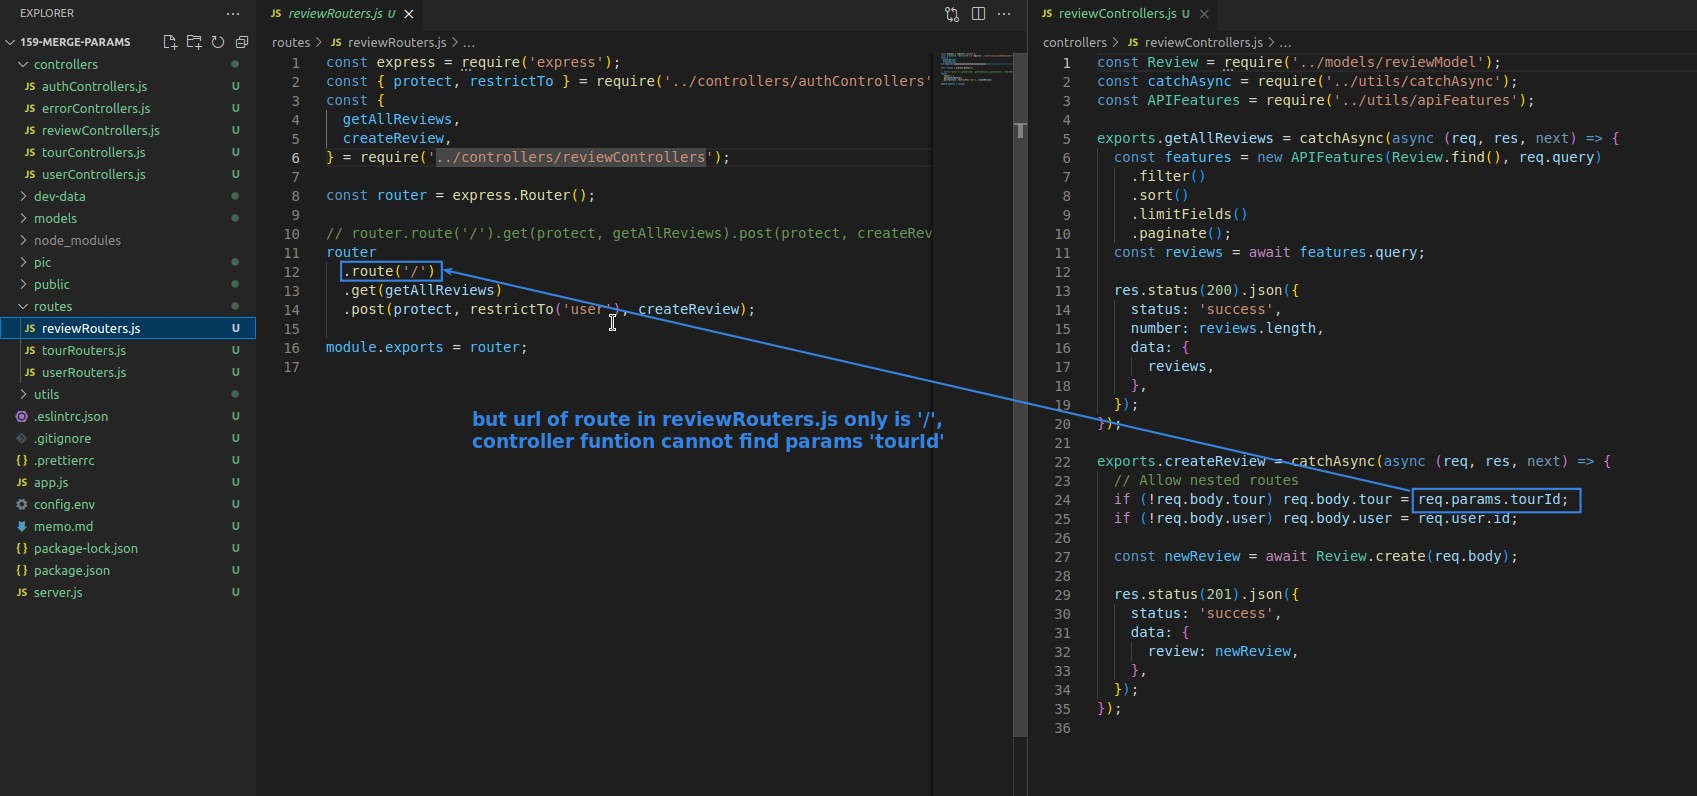 EXPLORER
159-MERGE-PARAMS
controllers
JS authControllers.js U
JS errorControllers.js U
JS reviewControllers.js U
JS tourControllers.js U
JS userControllers.js U
dev-data
models
node_modules
pic
public
routes
JS reviewRouters.js U
JS tourRouters.js U
JS userRouters.js U
utils
.eslintrc.json U
.gitignore U
{} .prettierrc U
JS app.js U
config.env U
memo.md U
{} package-lock.json U
{} package.json U
JS server.js U
JS reviewRouters.js U
routes > JS reviewRouters.js > ...
1 const express = require('express');
2 const { protect, restrictTo } = require('../controllers/authControllers'
3 const {
4 getAllReviews,
5 createReview,
6 } = require('../controllers/reviewControllers');
7
8 const router = express.Router();
9
10 // router.route('/').get(protect, getAllReviews).post(protect, createRev
11 router
12 .route('/')
13 .get(getAllReviews)
14 .post(protect, restrictTo('user'), createReview);
15
16 module.exports = router;
17
but url of route in reviewRouters.js only is '/',
controller funtion cannot find params 'tourId'
JS reviewControllers.js U
controllers > JS reviewControllers.js > ...
1 const Review = require('../models/reviewModel');
2 const catchAsync = require('../utils/catchAsync');
3 const APIFeatures = require('../utils/apiFeatures');
4
5 exports.getAllReviews = catchAsync(async (req, res, next) => {
6 const features = new APIFeatures(Review.find(), req.query)
7 .filter()
8 .sort()
9 .limitFields()
10 .paginate();
11 const reviews = await features.query;
12
13 res.status(200).json({
14 status: 'success',
15 number: reviews.length,
16 data: {
17 reviews,
18 },
19 });
20 });
21
22 exports.createReview = catchAsync(async (req, res, next) => {
23 // Allow nested routes
24 if (!req.body.tour) req.body.tour = req.params.tourId;
25 if (!req.body.user) req.body.user = req.user.id;
26
27 const newReview = await Review.create(req.body);
28
29 res.status(201).json({
30 status: 'success',
31 data: {
32 review: newReview,
33 },
34 });
35 });
36